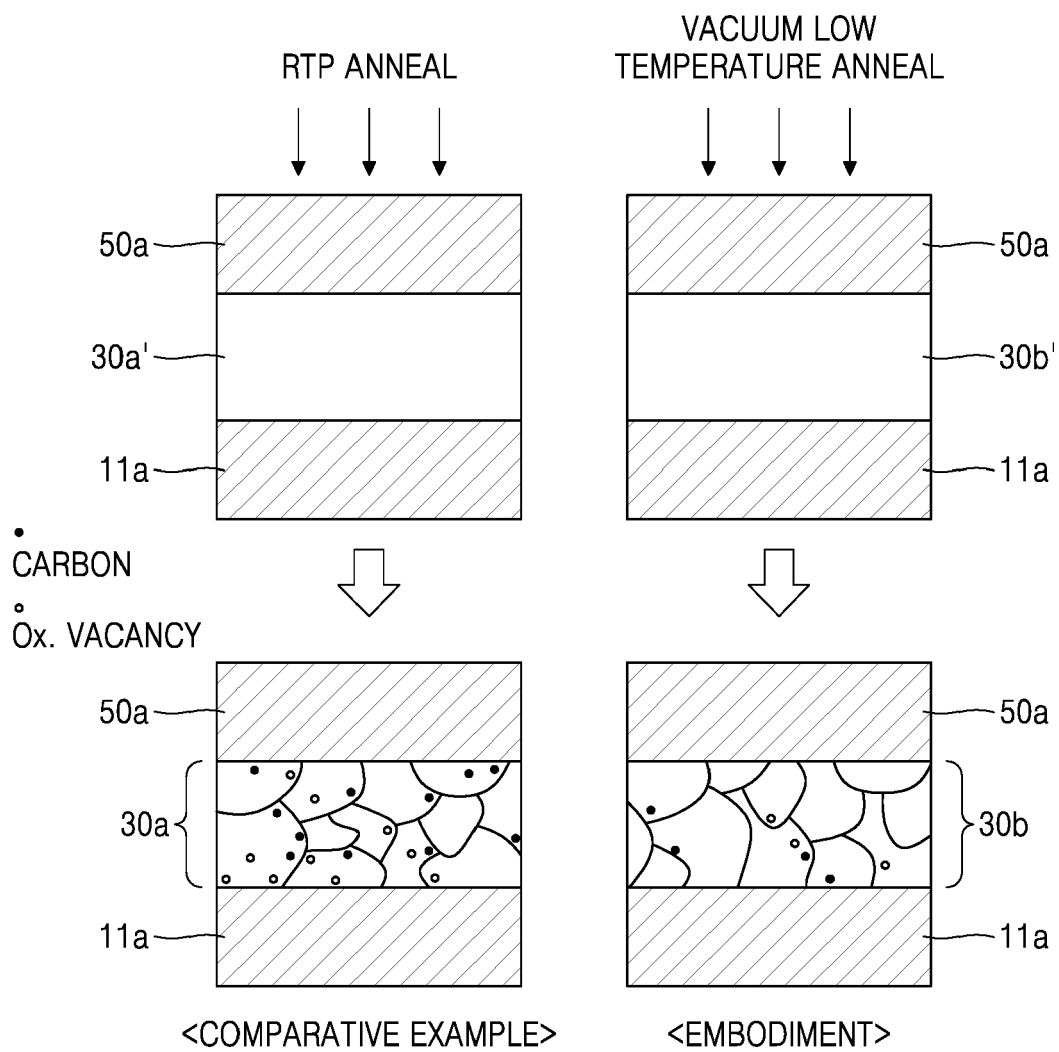 RTP ANNEAL
VACUUM LOW
TEMPERATURE ANNEAL
50a
50a
30a'
30b'
11a
11a
CARBON
Ox. VACANCY
50a
50a
30a
30b
11a
11a
<COMPARATIVE EXAMPLE>
<EMBODIMENT>